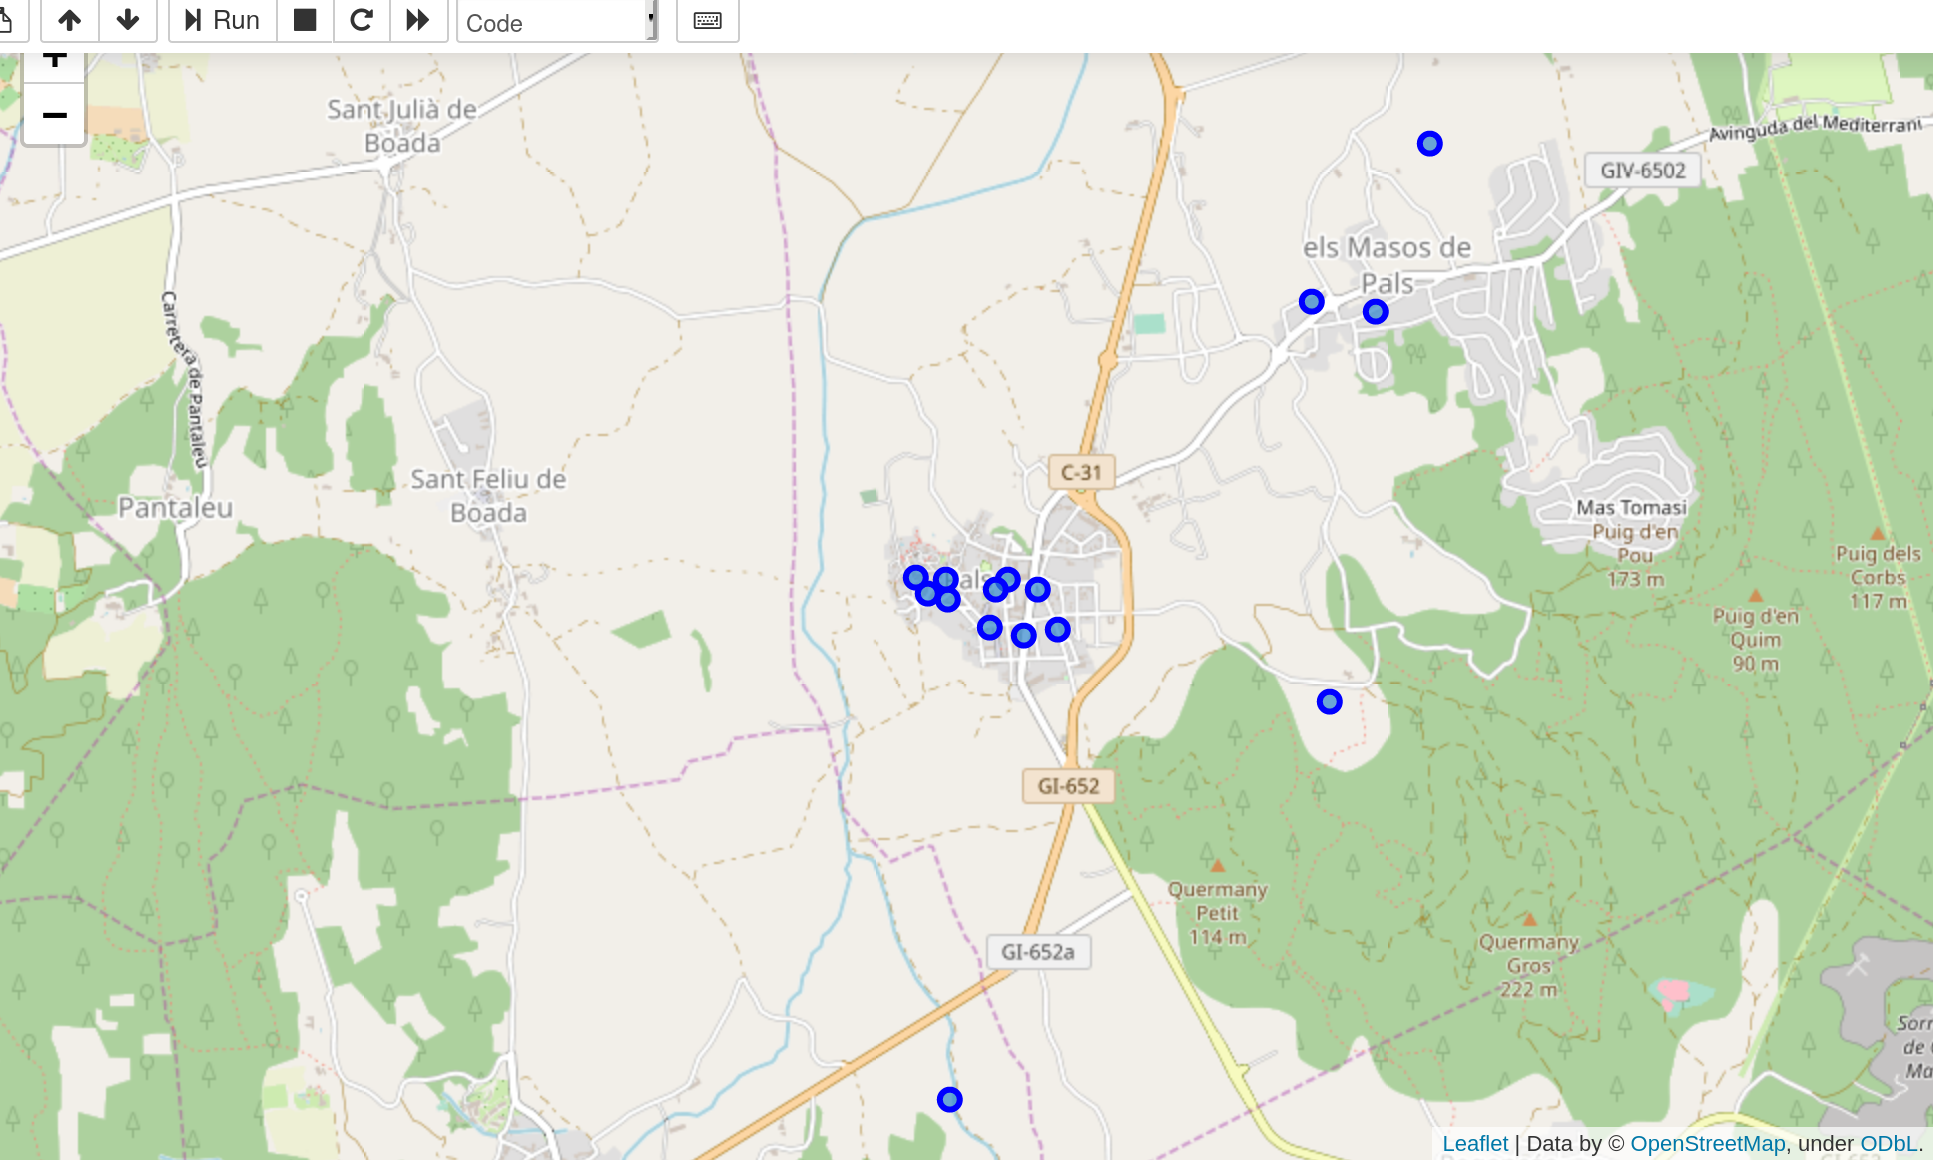 Run
Code
+
−
Sant Julià de
Boada
Avinguda del Mediterrani
GIV-6502
els Masos de
Pals
Carretera de Pantaleu
C-31
Sant Feliu de
Boada
Pantaleu
Mas Tomasi
Puig d'en
Pou
173 m
Puig dels
Corbs
117 m
als
Puig d'en
Quim
90 m
GI-652
Quermany
Petit
114 m
Quermany
Gros
222 m
GI-652a
Sorr
de
Ma
Leaflet | Data by © OpenStreetMap, under ODbL.